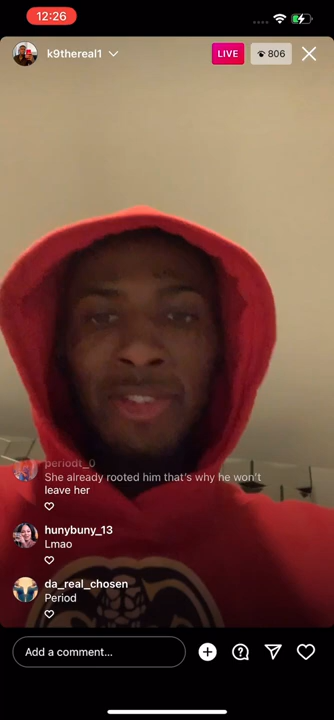 12:26
k9thereal1
LIVE
806
periodt_0
She already rooted him that's why he won't
leave her
hunybuny_13
Lmao
da_real_chosen
Period
Add a comment...